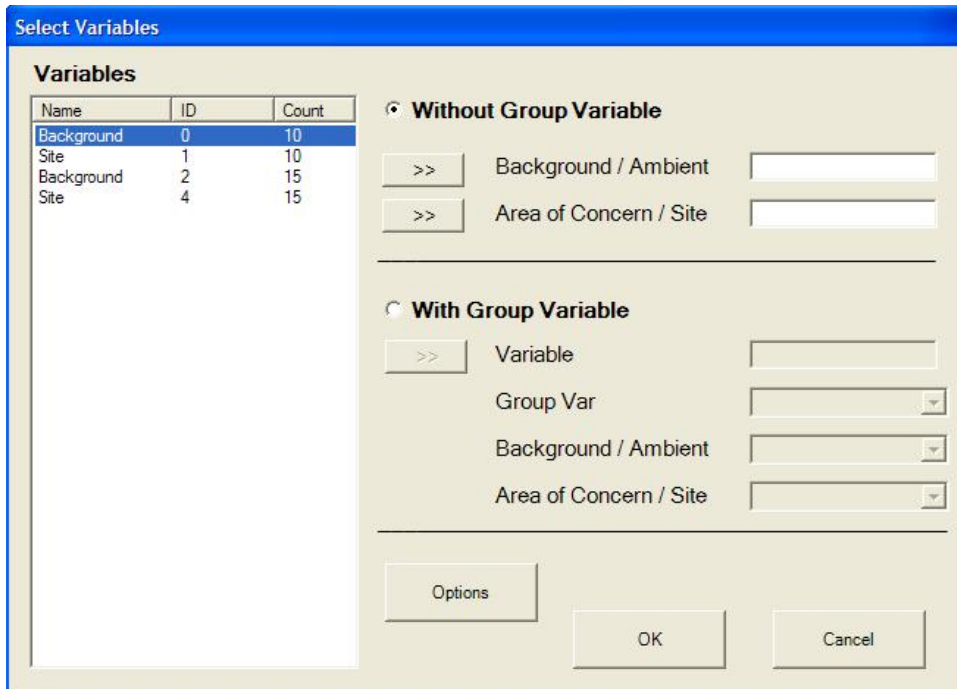 Select Variables
Variables
Name ID Count
Background 0 10
Site 1 10
Background 2 15
Site 4 15
Without Group Variable
>> Background / Ambient
>> Area of Concern / Site
With Group Variable
>> Variable
Group Var
Background / Ambient
Area of Concern / Site
Options
OK
Cancel